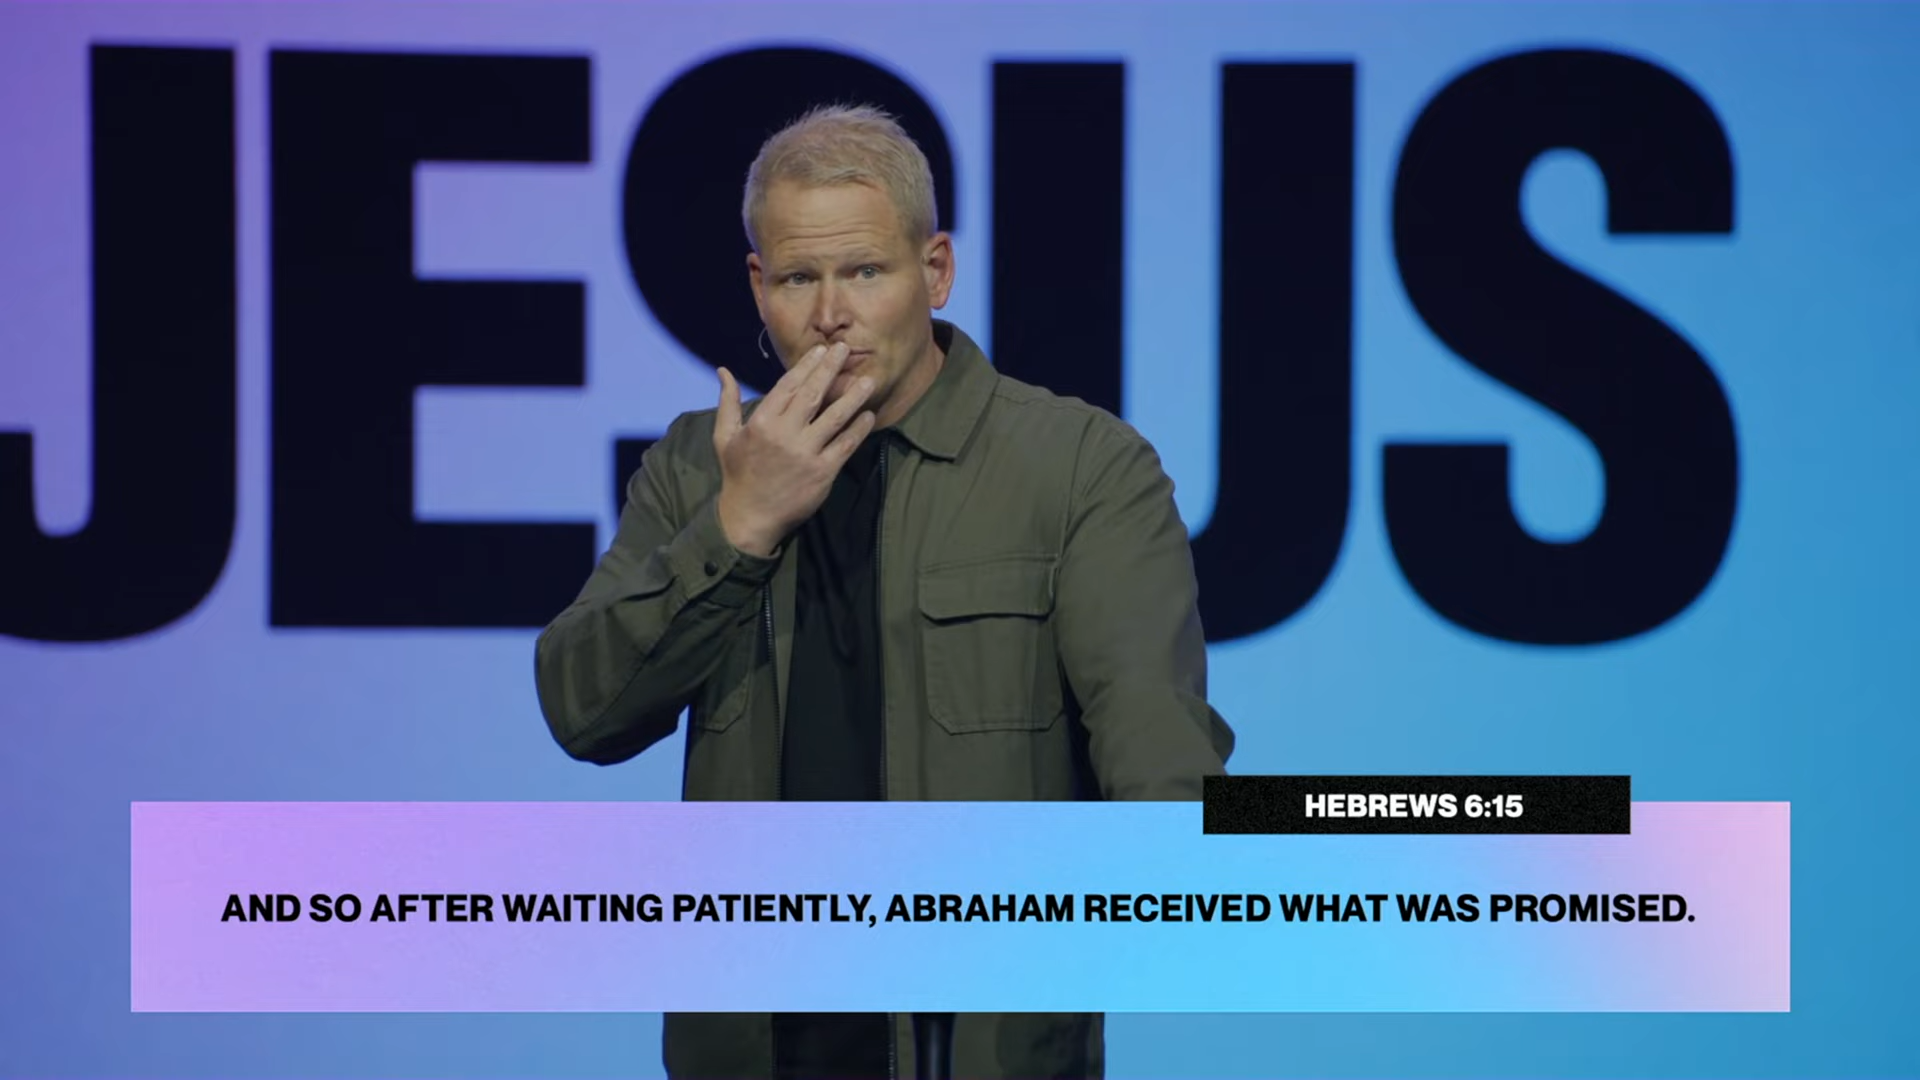 JESUS
HEBREWS 6:15
AND SO AFTER WAITING PATIENTLY, ABRAHAM RECEIVED WHAT WAS PROMISED.